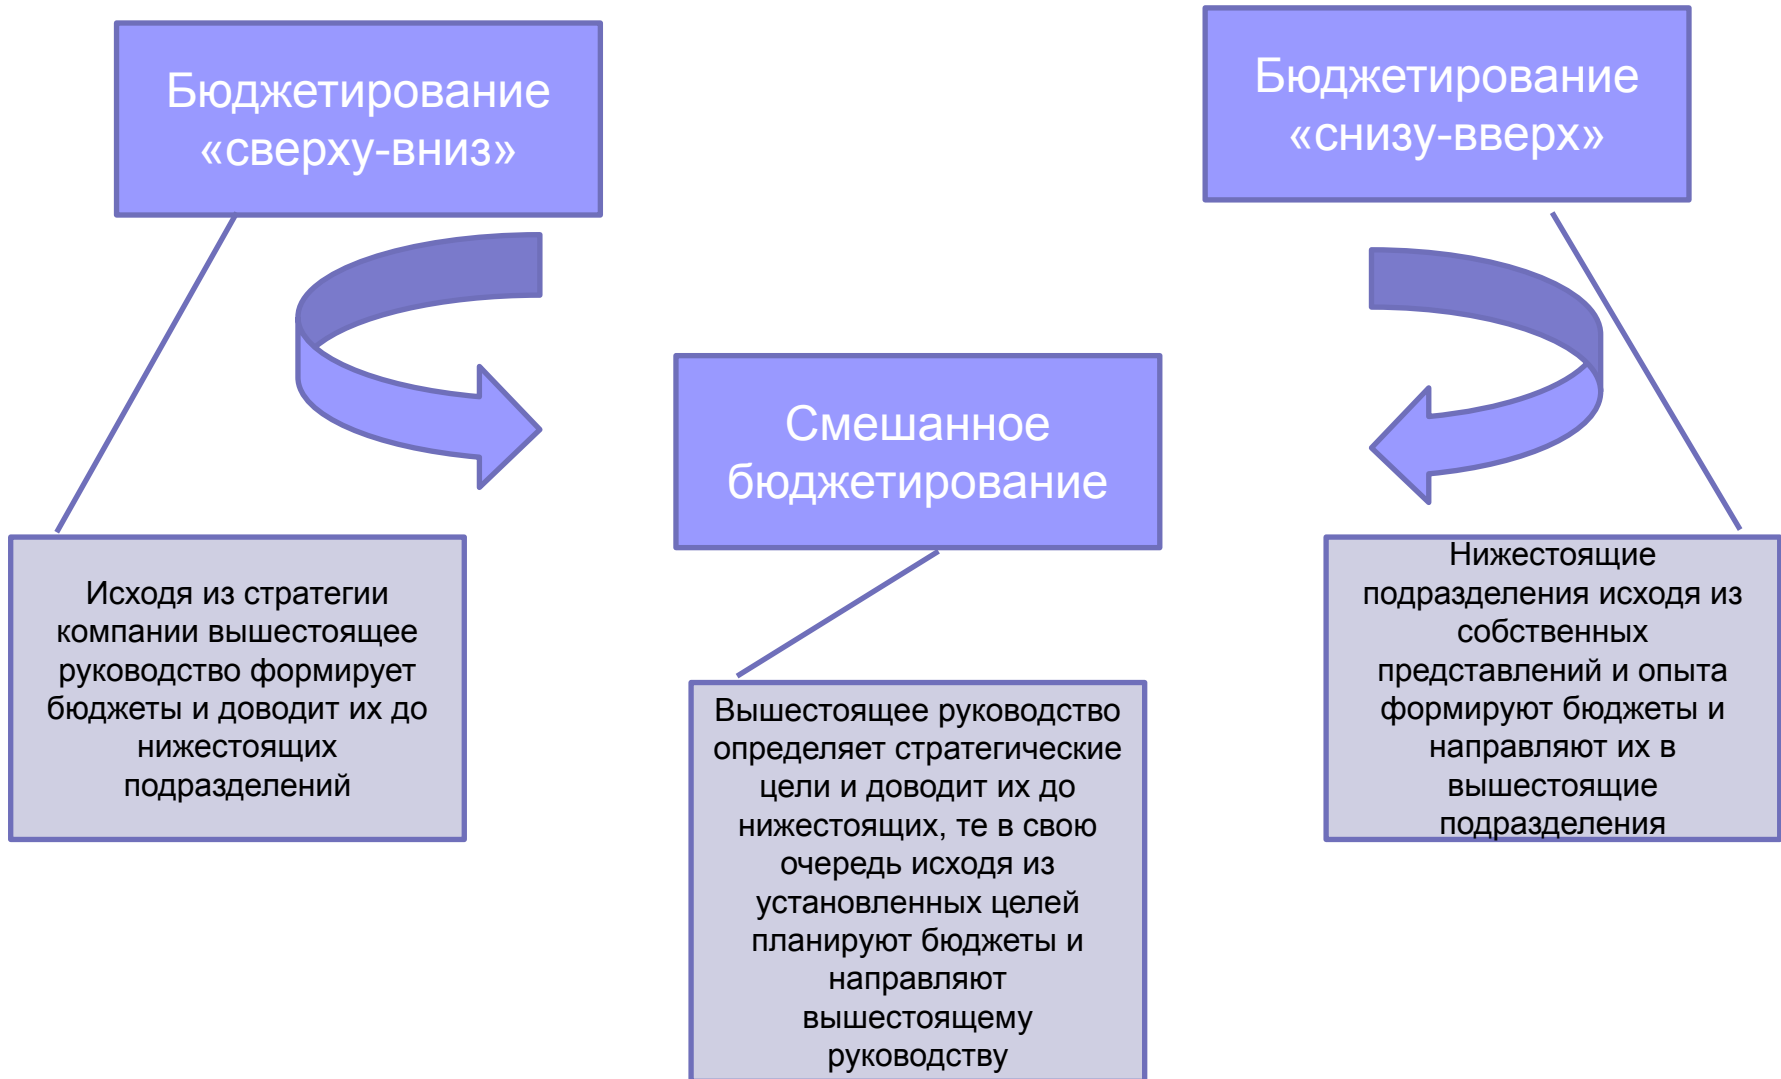 Бюджетирование
«сверху-вниз»
Бюджетирование
«снизу-вверх»
Смешанное
бюджетирование
Исходя из стратегии
компании вышестоящее
руководство формирует
бюджеты и доводит их до
нижестоящих
подразделений
Вышестоящее руководство
определяет стратегические
цели и доводит их до
нижестоящих, те в свою
очередь исходя из
установленных целей
планируют бюджеты и
направляют
вышестоящему
руководству
Нижестоящие
подразделения исходя из
собственных
представлений и опыта
формируют бюджеты и
направляют их в
вышестоящие
подразделения